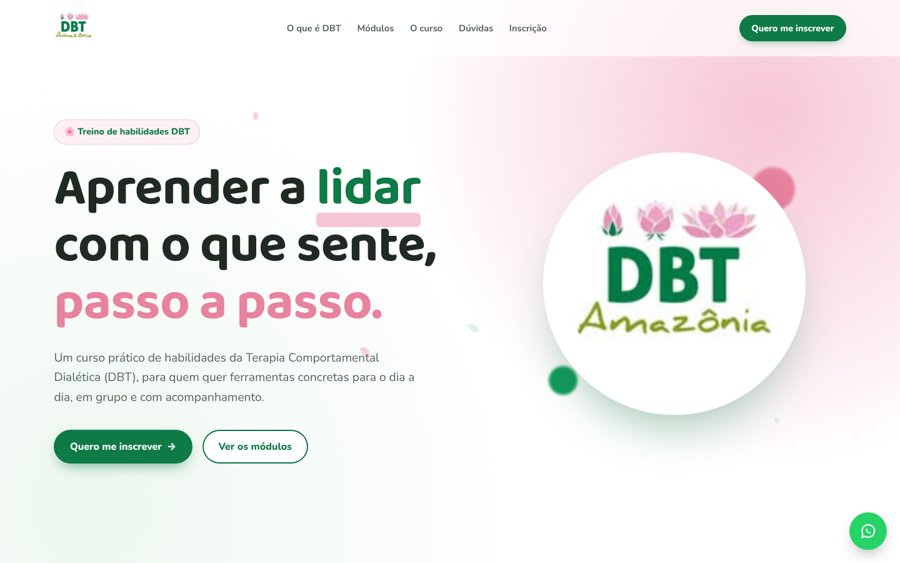 DBT
Amazônia
O que é DBT
Módulos
O curso
Dúvidas
Inscrição
Quero me inscrever
Treino de habilidades DBT
Aprender a lidar
com o que sente,
passo a passo.
Um curso prático de habilidades da Terapia Comportamental
Dialética (DBT), para quem quer ferramentas concretas para o dia a
dia, em grupo e com acompanhamento.
Quero me inscrever →
Ver os módulos
DBT
Amazônia